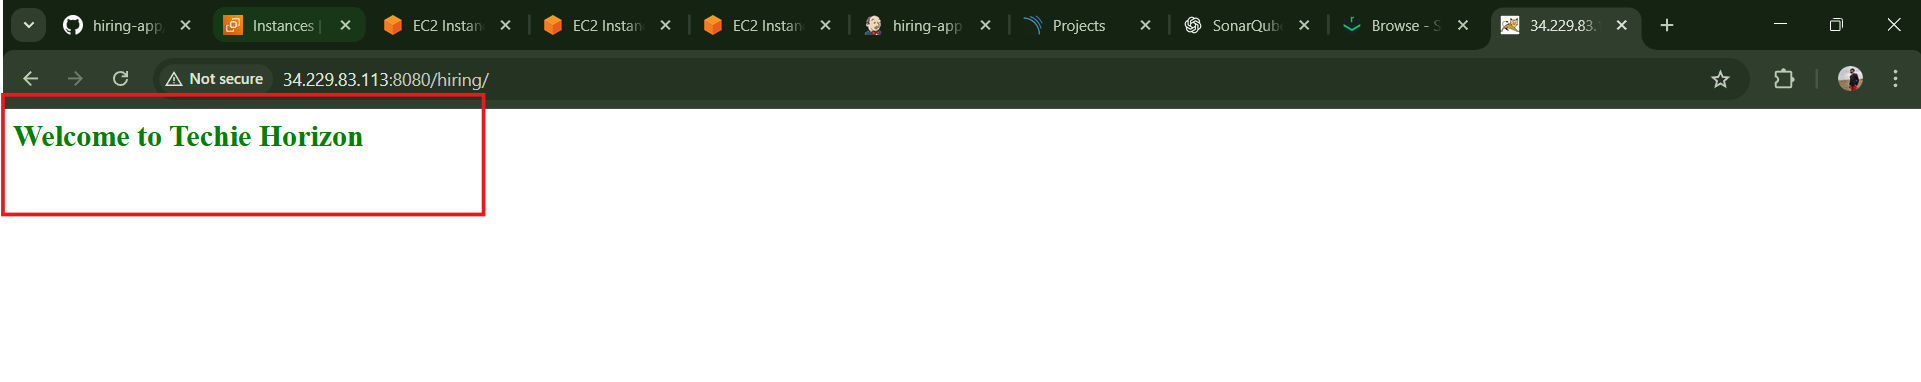 hiring-app
Instances |
EC2 Instan
EC2 Instan
EC2 Instan
hiring-app
Projects
SonarQube
Browse - S
34.229.83.
Not secure
34.229.83.113:8080/hiring/
Welcome to Techie Horizon